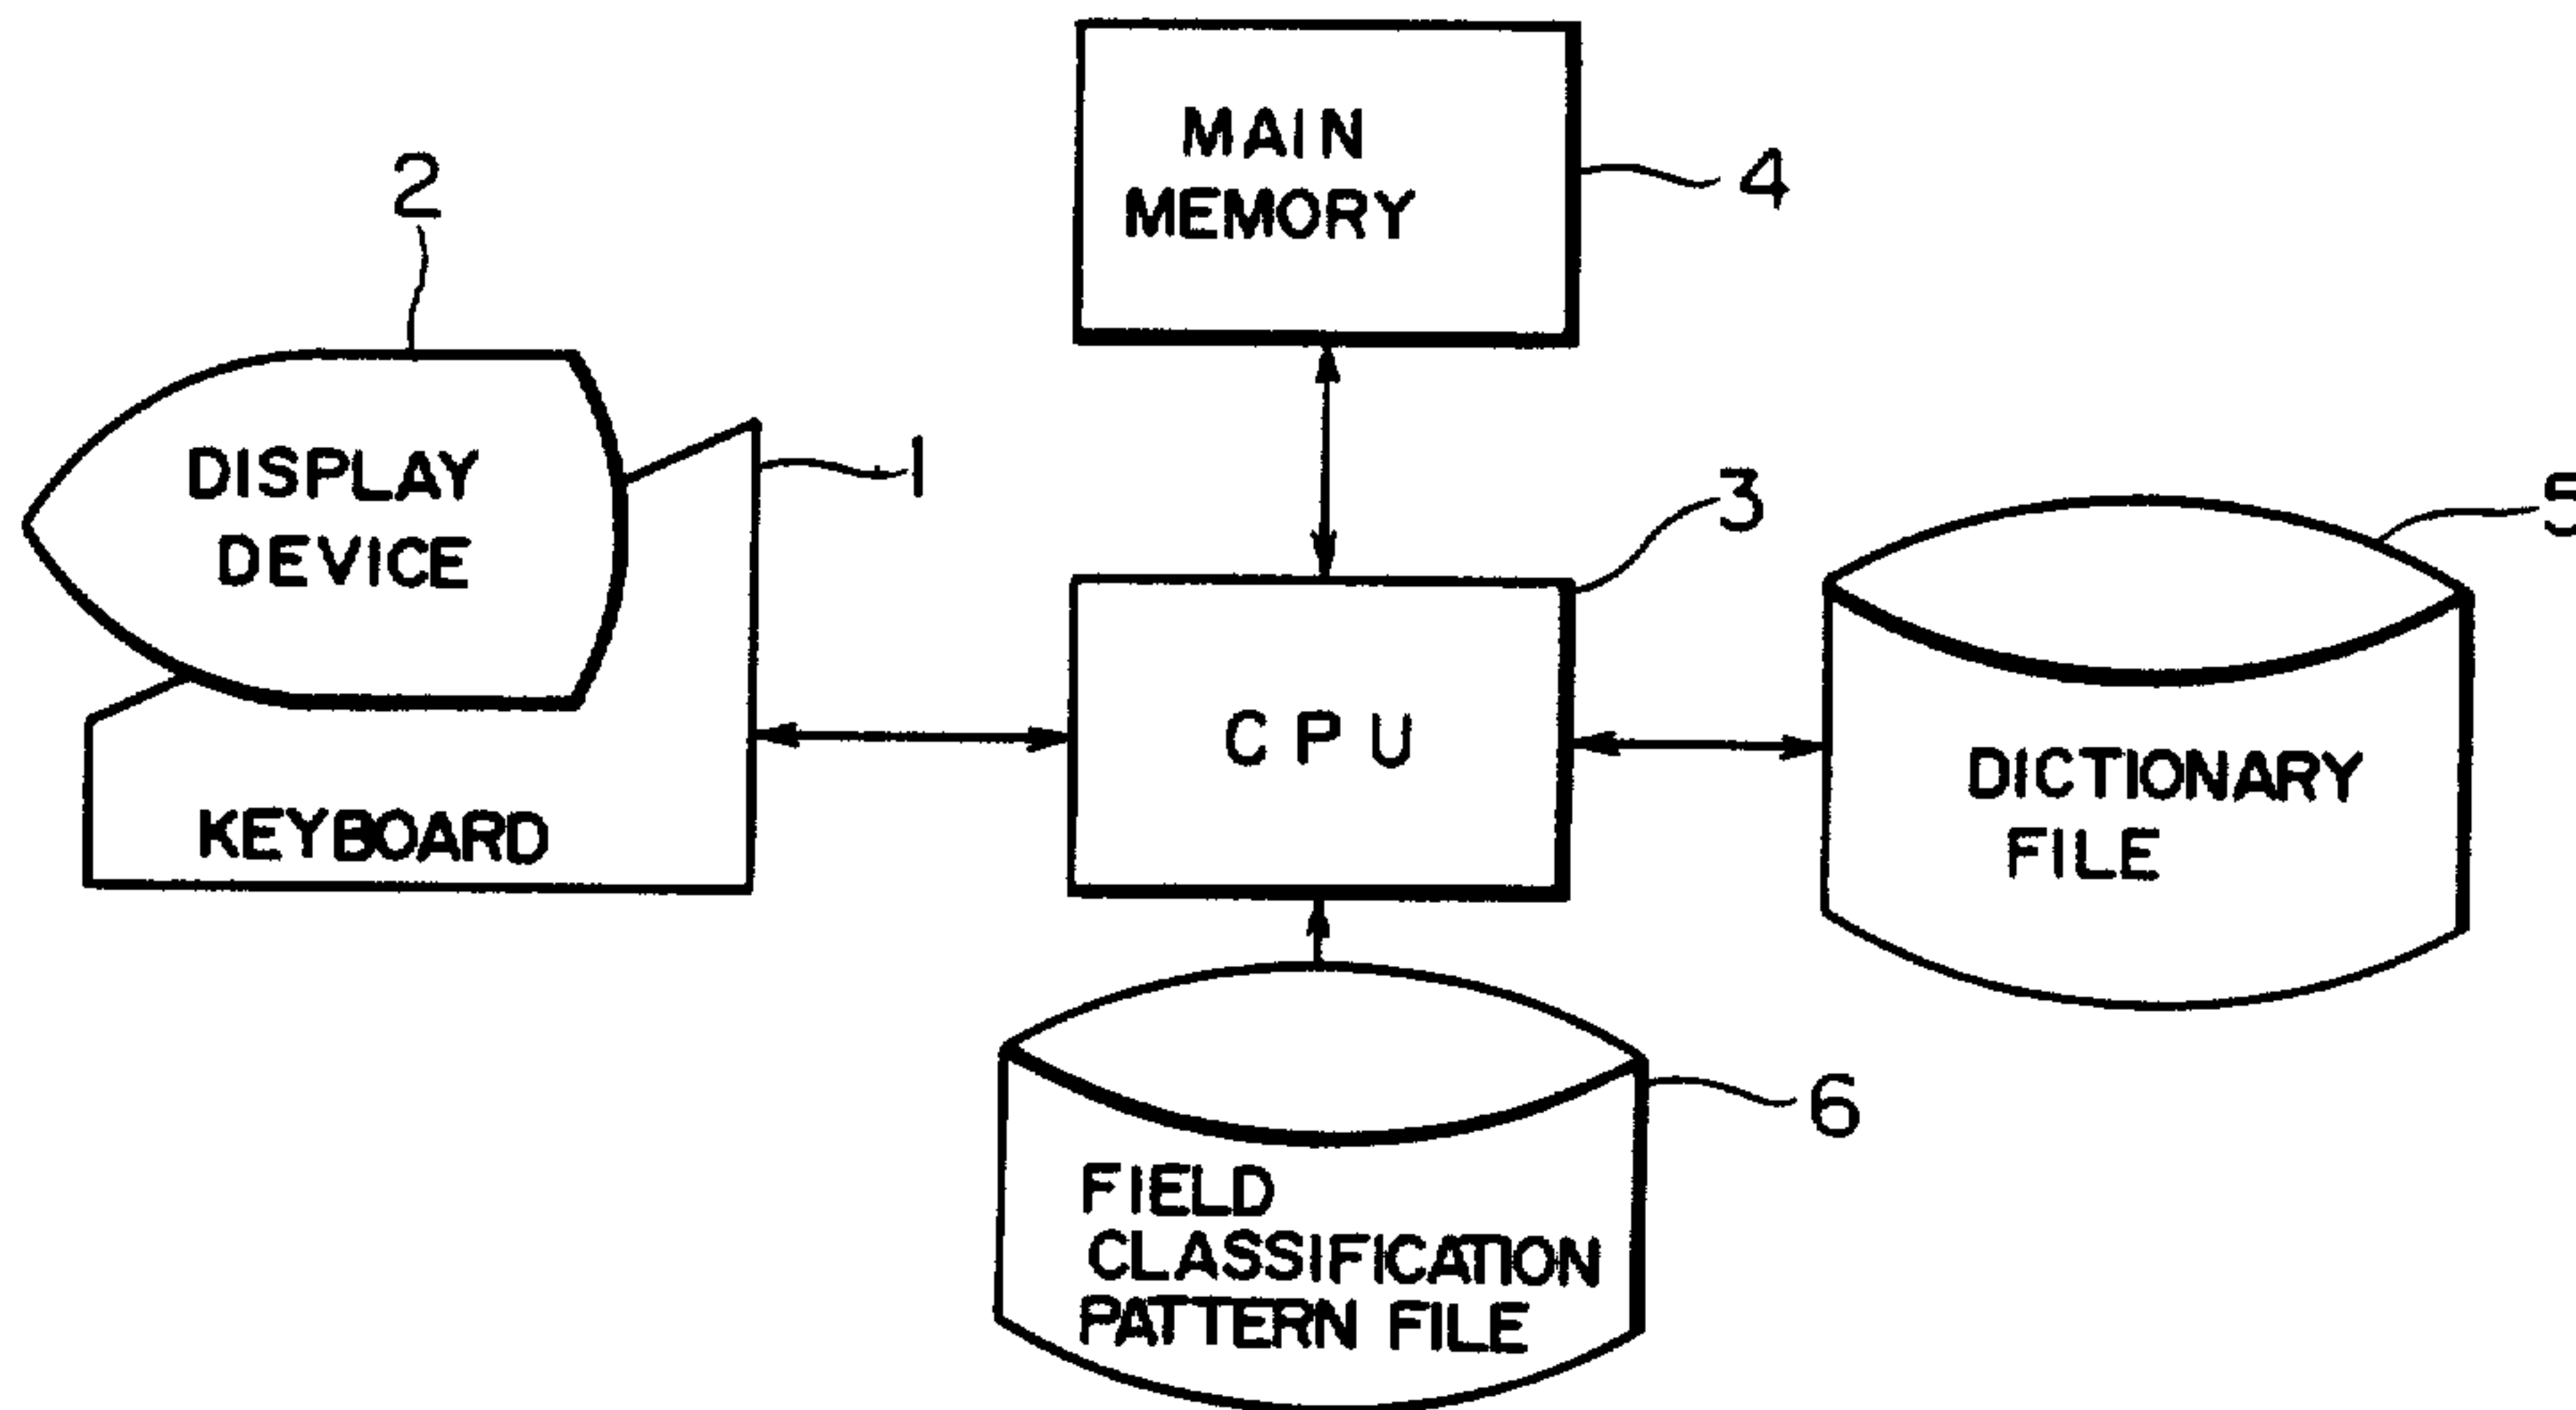 MAIN
MEMORY
4
2
DISPLAY
DEVICE
1
KEYBOARD
3
CPU
5
DICTIONARY
FILE
6
FIELD
CLASSIFICATION
PATTERN FILE